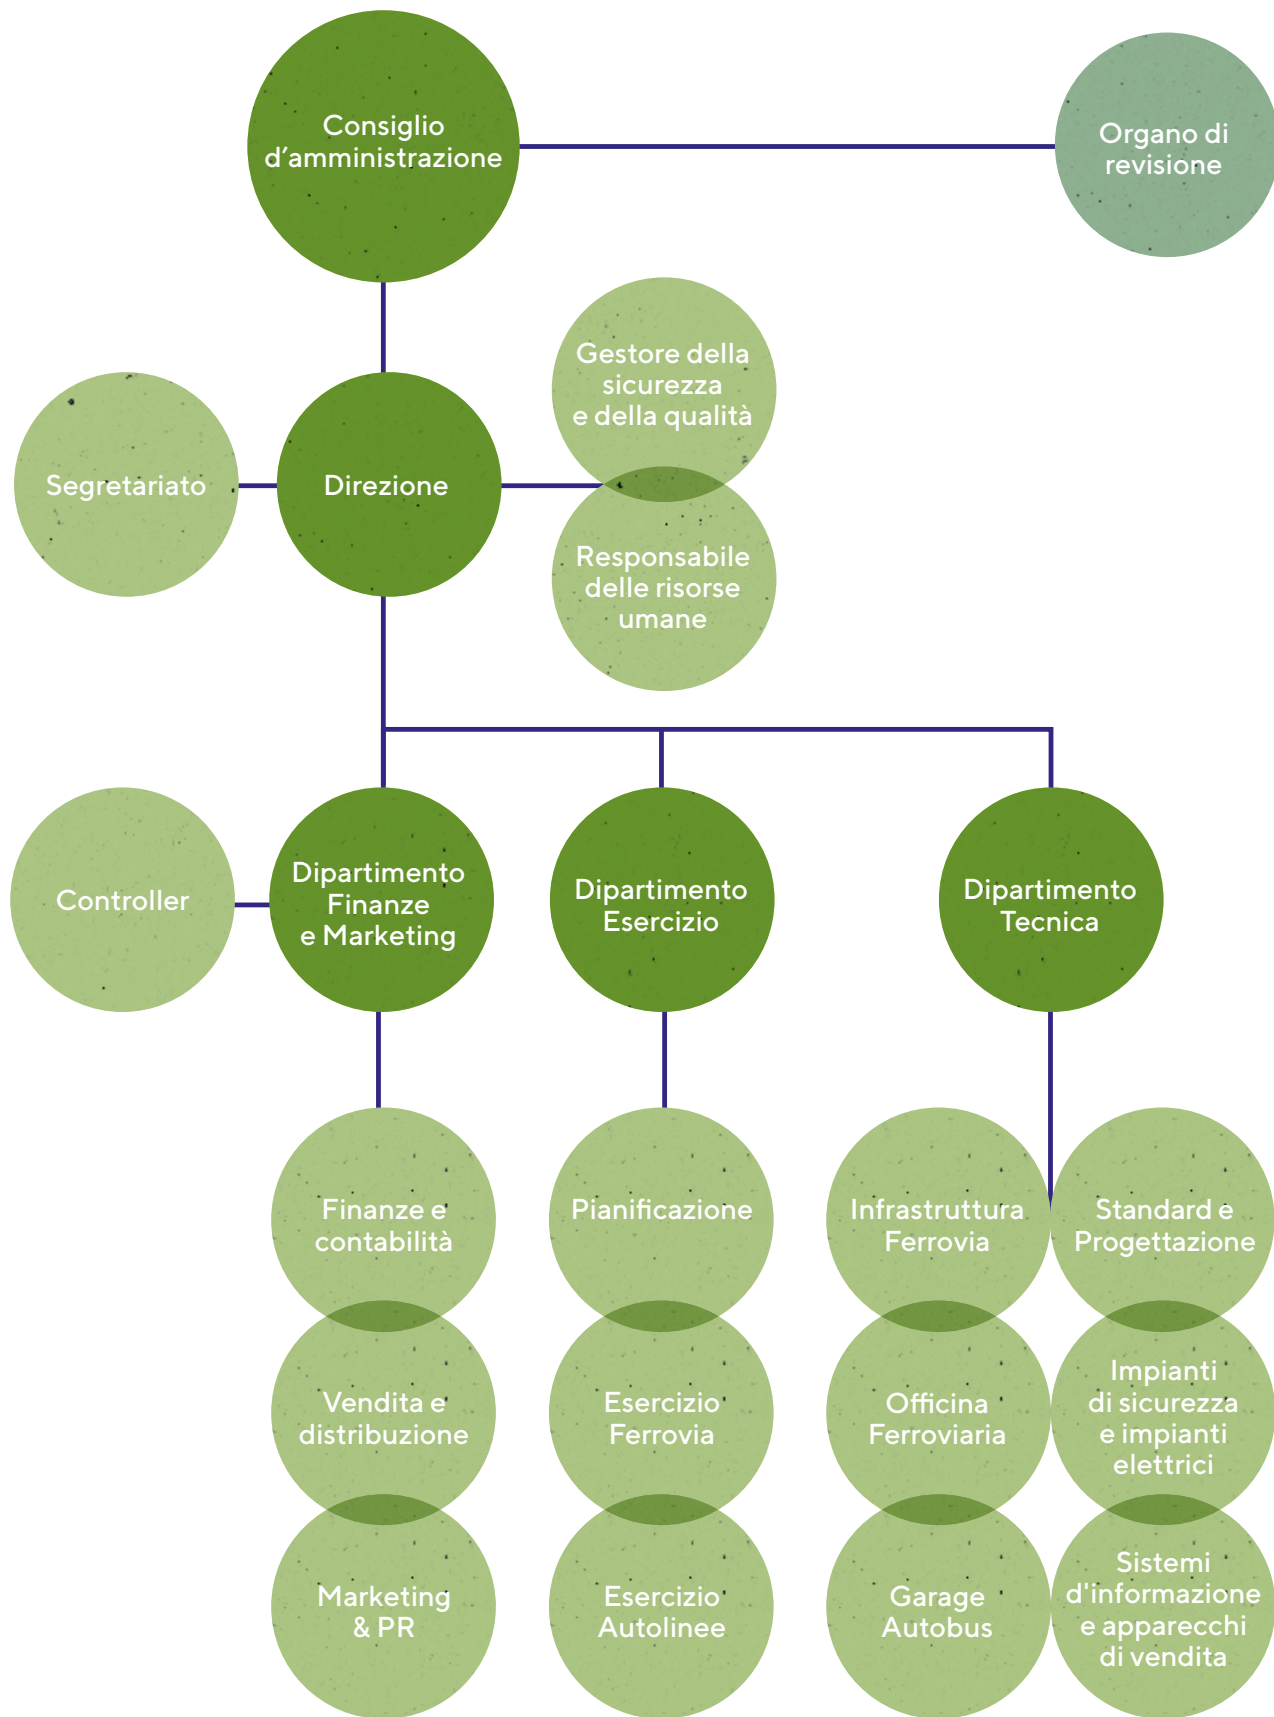 Consiglio
d’amministrazione
Organo di
revisione
Gestore della
sicurezza
e della qualità
Segretariato
Direzione
Responsabile
delle risorse
umane
Controller
Dipartimento
Finanze
e Marketing
Dipartimento
Esercizio
Dipartimento
Tecnica
Finanze e
contabilità
Pianificazione
Infrastruttura
Ferrovia
Standard e
Progettazione
Vendita e
distribuzione
Esercizio
Ferrovia
Officina
Ferroviaria
Impianti
di sicurezza
e impianti
elettrici
Marketing
& PR
Esercizio
Autolinee
Garage
Autobus
Sistemi
d'informazione
e apparecchi
di vendita